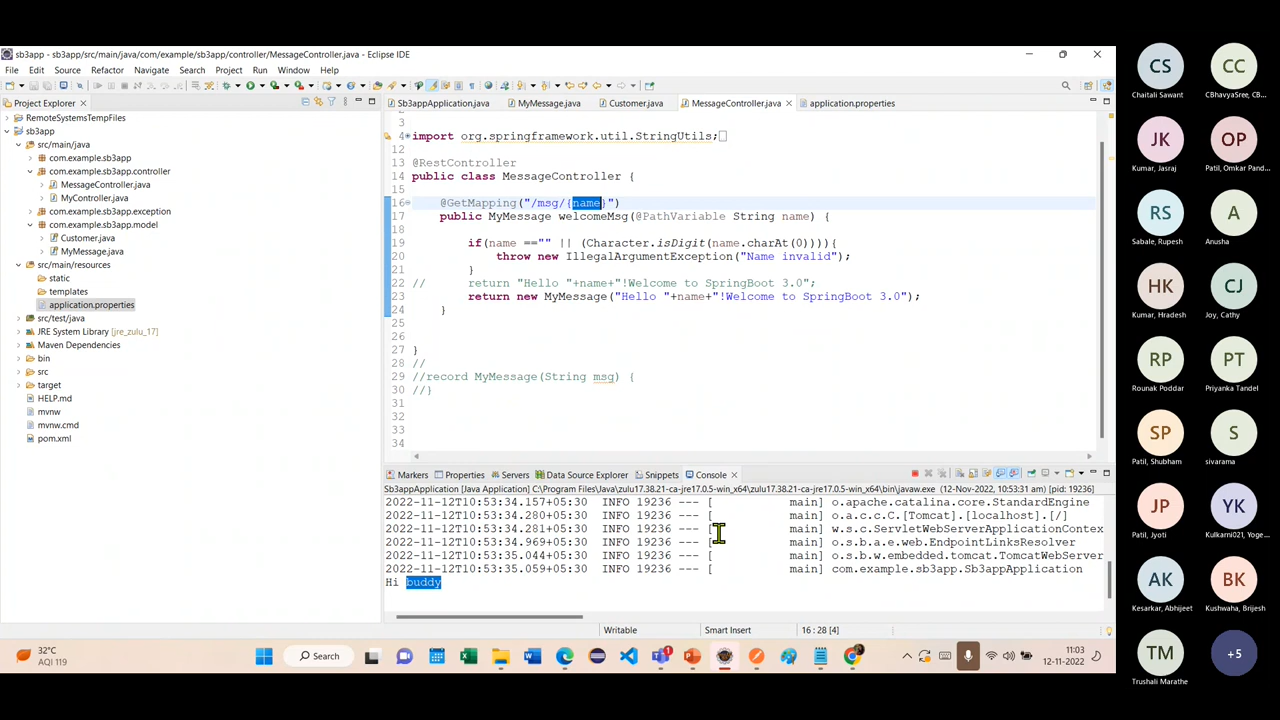 sb3app - sb3app/src/main/java/com/example/sb3app/controller/MessageController.java - Eclipse IDE
File Edit Source Refactor Navigate Search Project Run Window Help
Project Explorer
RemoteSystemsTempFiles
sb3app
src/main/java
com.example.sb3app
com.example.sb3app.controller
MessageController.java
MyController.java
com.example.sb3app.exception
com.example.sb3app.model
Customer.java
MyMessage.java
src/main/resources
static
templates
application.properties
src/test/java
JRE System Library [jre_zulu_17]
Maven Dependencies
bin
src
target
HELP.md
mvnw
mvnw.cmd
pom.xml
Sb3appApplication.java MyMessage.java Customer.java MessageController.java application.properties
3
4 import org.springframework.util.StringUtils;
12
13 @RestController
14 public class MessageController {
15
16 @GetMapping("/msg/{name}")
17 public MyMessage welcomeMsg(@PathVariable String name) {
18
19 if(name =="" || (Character.isDigit(name.charAt(0)))){
20 throw new IllegalArgumentException("Name invalid");
21 }
22 // return "Hello "+name+"!Welcome to SpringBoot 3.0";
23 return new MyMessage("Hello "+name+"!Welcome to SpringBoot 3.0");
24 }
25
26
27 }
28 //
29 //record MyMessage(String msg) {
30 //}
31
32
33
34
Markers Properties Servers Data Source Explorer Snippets Console
Sb3appApplication [Java Application] C:\Program Files\zulu17.38.21-ca-jre17.0.5-win_x64\zulu17.38.21-ca-jre17.0.5-win_x64\bin\javaw.exe (12-Nov-2022, 10:53:31 am) [pid: 19236]
2022-11-12T10:53:34.157+05:30 INFO 19236 --- [ main] o.apache.catalina.core.StandardEngine
2022-11-12T10:53:34.280+05:30 INFO 19236 --- [ main] o.a.c.c.C.[Tomcat].[localhost].[/]
2022-11-12T10:53:34.281+05:30 INFO 19236 --- [ main] w.s.c.ServletWebServerApplicationContext
2022-11-12T10:53:34.969+05:30 INFO 19236 --- [ main] o.s.b.a.e.web.EndpointLinksResolver
2022-11-12T10:53:35.044+05:30 INFO 19236 --- [ main] o.s.b.w.embedded.tomcat.TomcatWebServer
2022-11-12T10:53:35.059+05:30 INFO 19236 --- [ main] com.example.sb3app.Sb3appApplication
Hi buddy
Writable Smart Insert 16 : 28 [4]
32°C
AQI 119
Search
1
11:03
12-11-2022
CS CC
Chaitali Sawant CBhavyaSree, CB...
JK OP
Kumar, Jasraj Patil, Omkar Pand...
RS A
Sabale, Rupesh Anusha
HK CJ
Kumar, Hradesh Joy, Cathy
RP PT
Rounak Poddar Priyanka Tandel
SP S
Patil, Shubham sivarama
JP YK
Patil, Jyoti Kulkarni021, Yoge...
AK BK
Kesarkar, Abhijeet Kushwaha, Brijesh
TM +5
Trushali Marathe